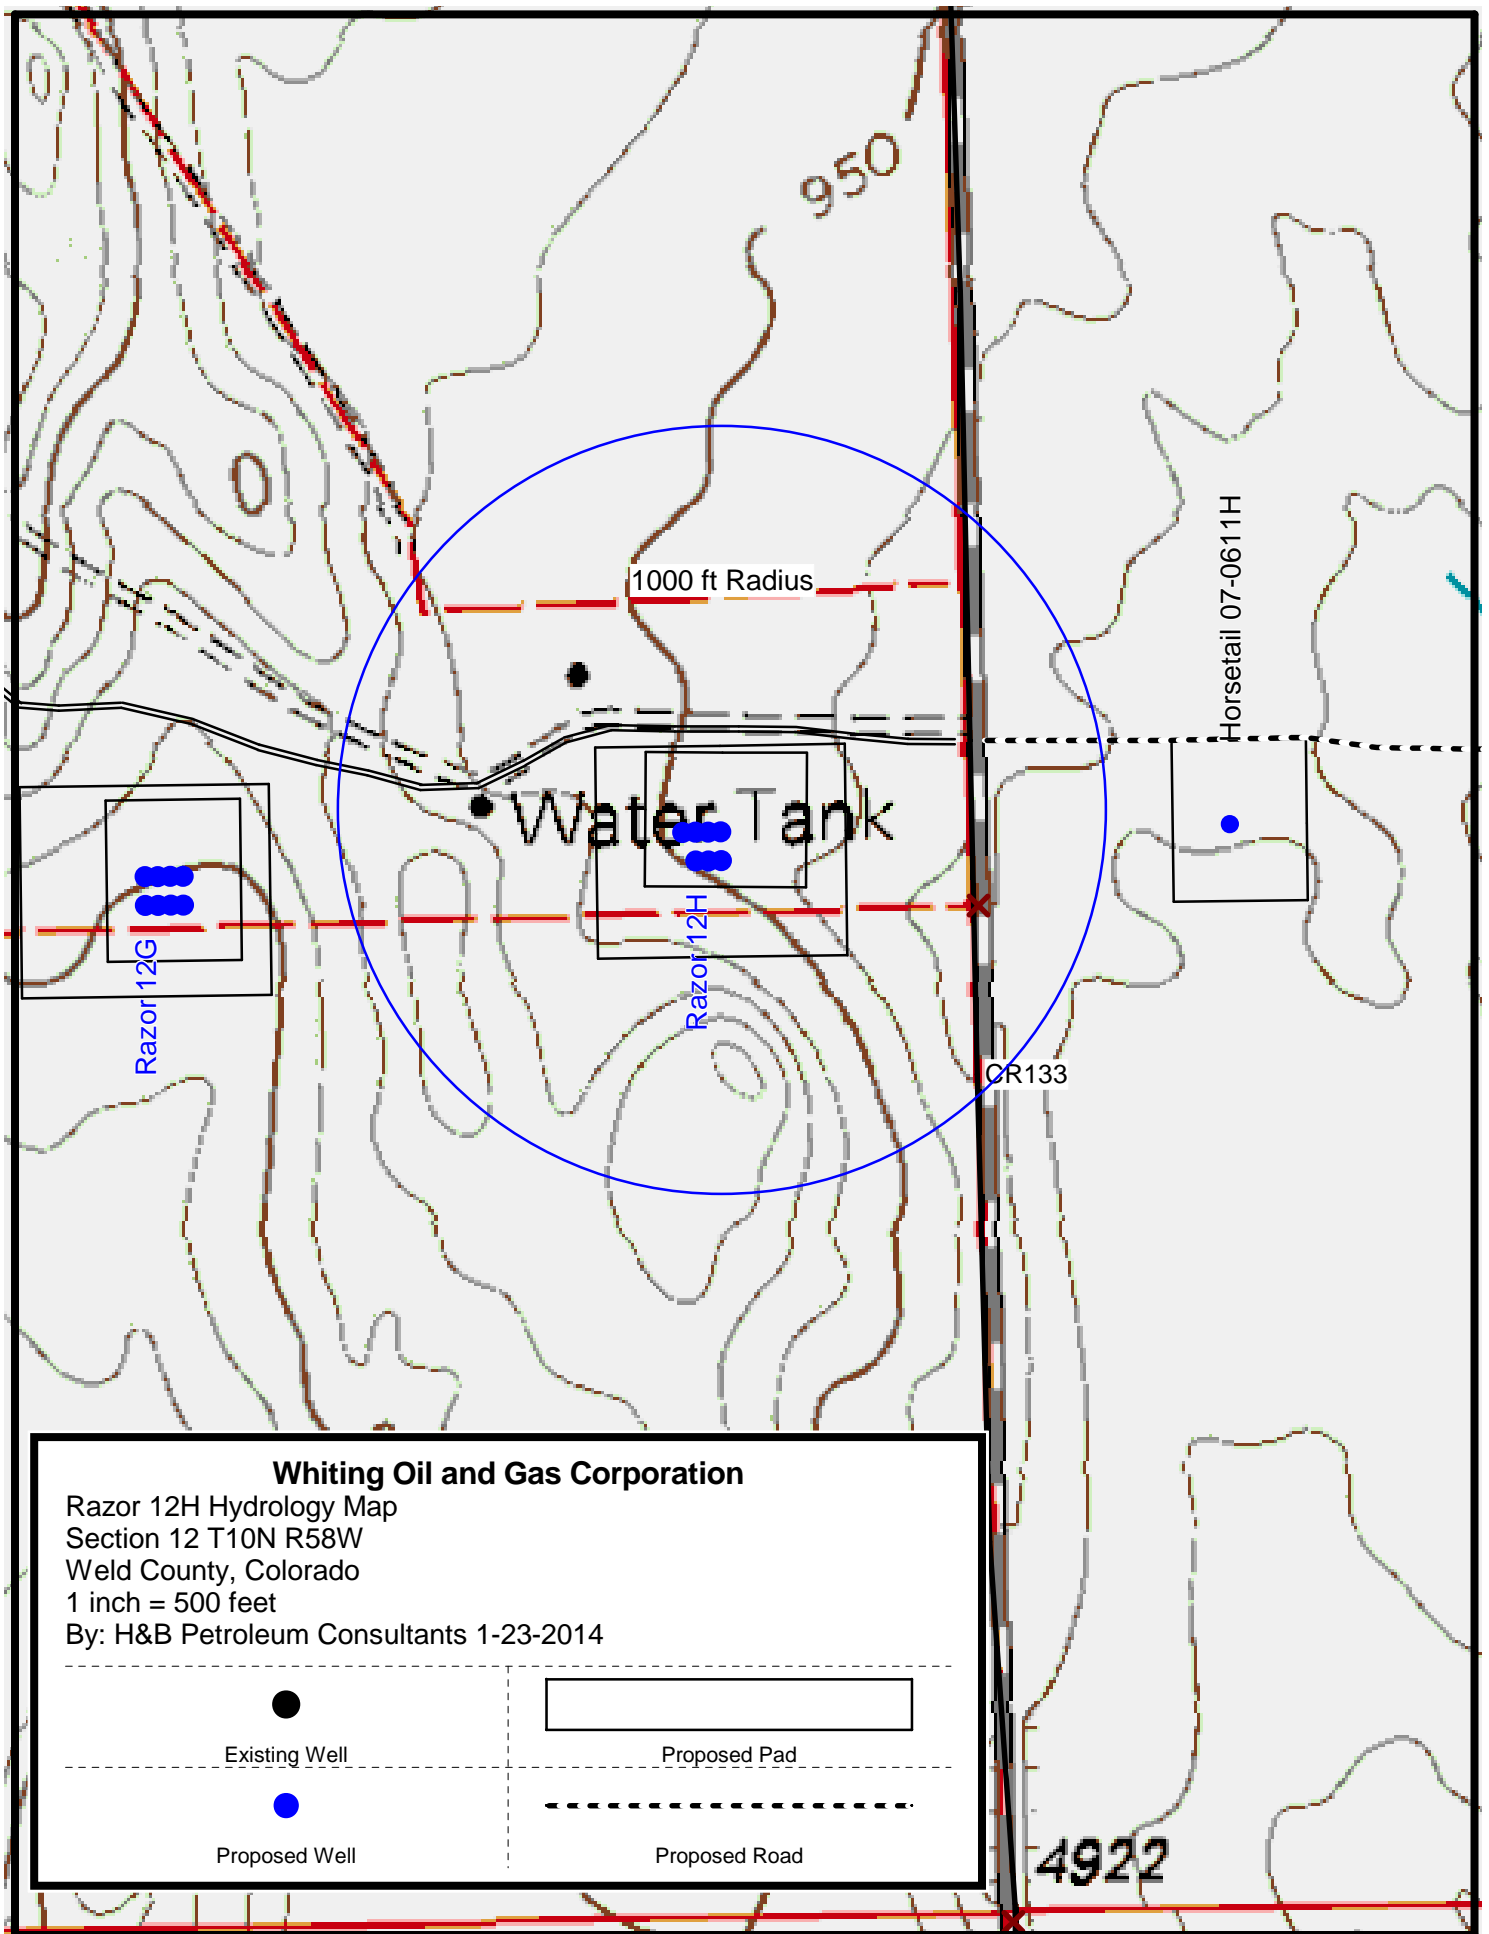 950
1000 ft Radius
Horsetail 07-0611H
Water Tank
Razor 12G
Razor 12H
CR133
Whiting Oil and Gas Corporation
Razor 12H Hydrology Map
Section 12 T10N R58W
Weld County, Colorado
1 inch = 500 feet
By: H&B Petroleum Consultants 1-23-2014
Existing Well
Proposed Pad
Proposed Well
Proposed Road
4922